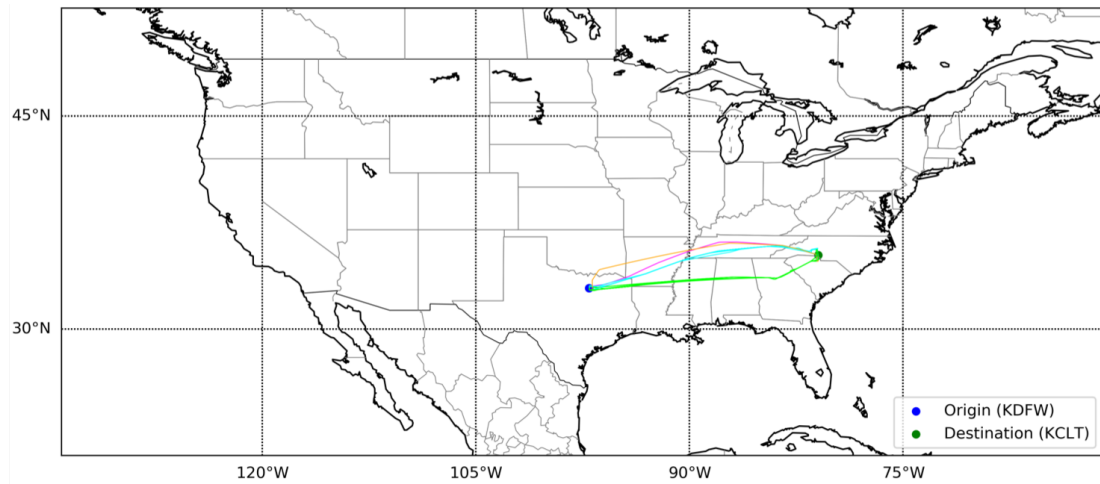 45°N
30°N
120°W
105°W
90°W
75°W
Origin (KDFW)
Destination (KCLT)